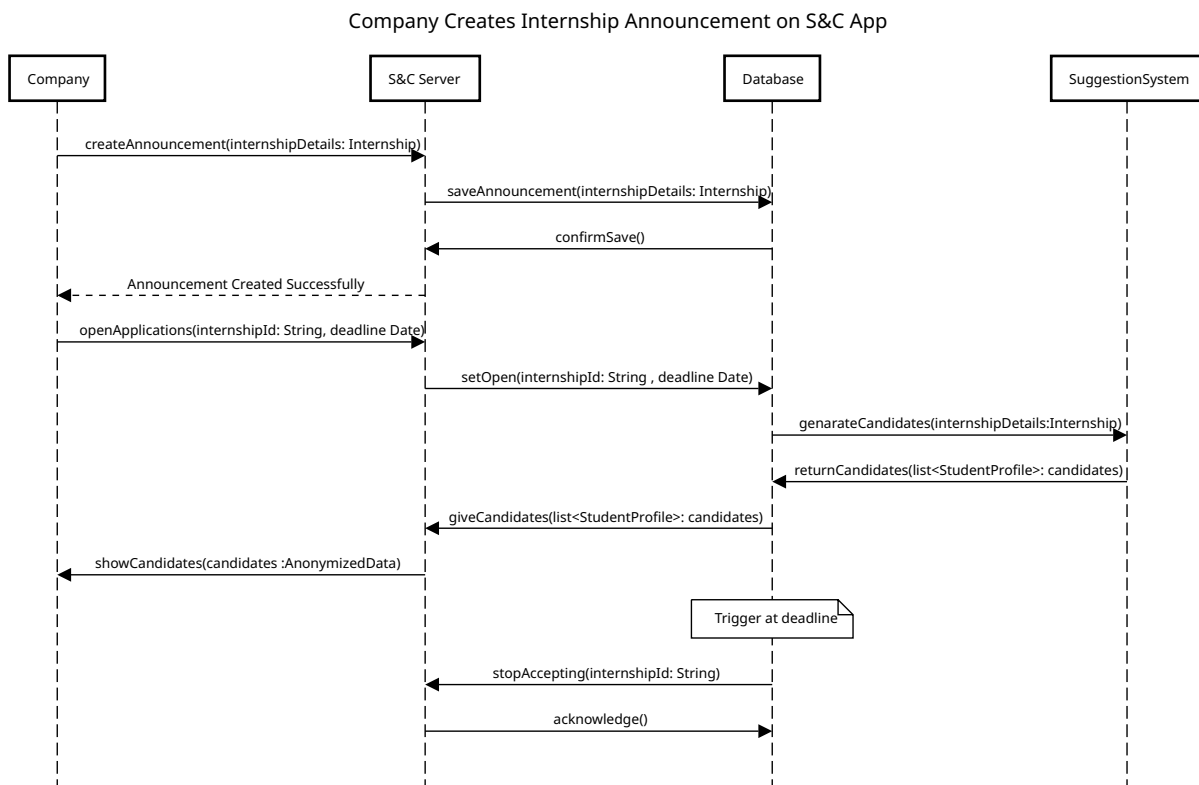 Company Creates Internship Announcement on S&C App
Company
S&C Server
Database
SuggestionSystem
createAnnouncement(internshipDetails: Internship)
saveAnnouncement(internshipDetails: Internship)
confirmSave()
Announcement Created Successfully
openApplications(internshipId: String, deadline Date)
setOpen(internshipId: String , deadline Date)
genarateCandidates(internshipDetails:Internship)
returnCandidates(list<StudentProfile>: candidates)
giveCandidates(list<StudentProfile>: candidates)
showCandidates(candidates :AnonymizedData)
Trigger at deadline
stopAccepting(internshipId: String)
acknowledge()